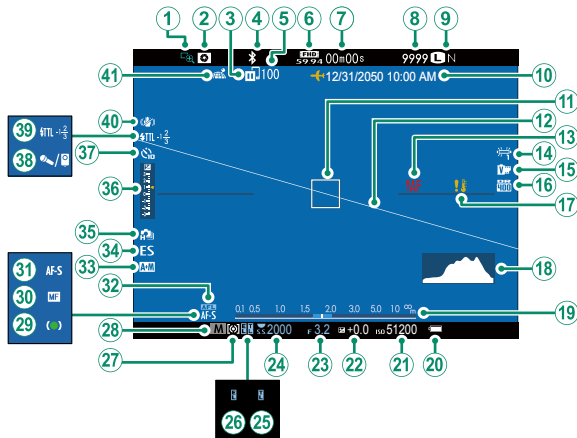 1 2 3 4 5 6 7 8 9
FHD
59.94 00m00s 9999 L N
41 100 12/31/2050 10:00 AM 10
11
12
13
40
39 TTL -1 2/3
TTL -1 2/3
38 /
37
14
15
16
36
17
35
H
34 ES
33 A+M
18
31 AF-S
32
30 MF
AF-S
29
0.1 0.5 1.0 1.5 2.0 3.0 5.0 10 ∞ m 19
28 M S.S 2000 F 3.2 +0.0 ISO 51200
27 24 23 22 21 20
26 25